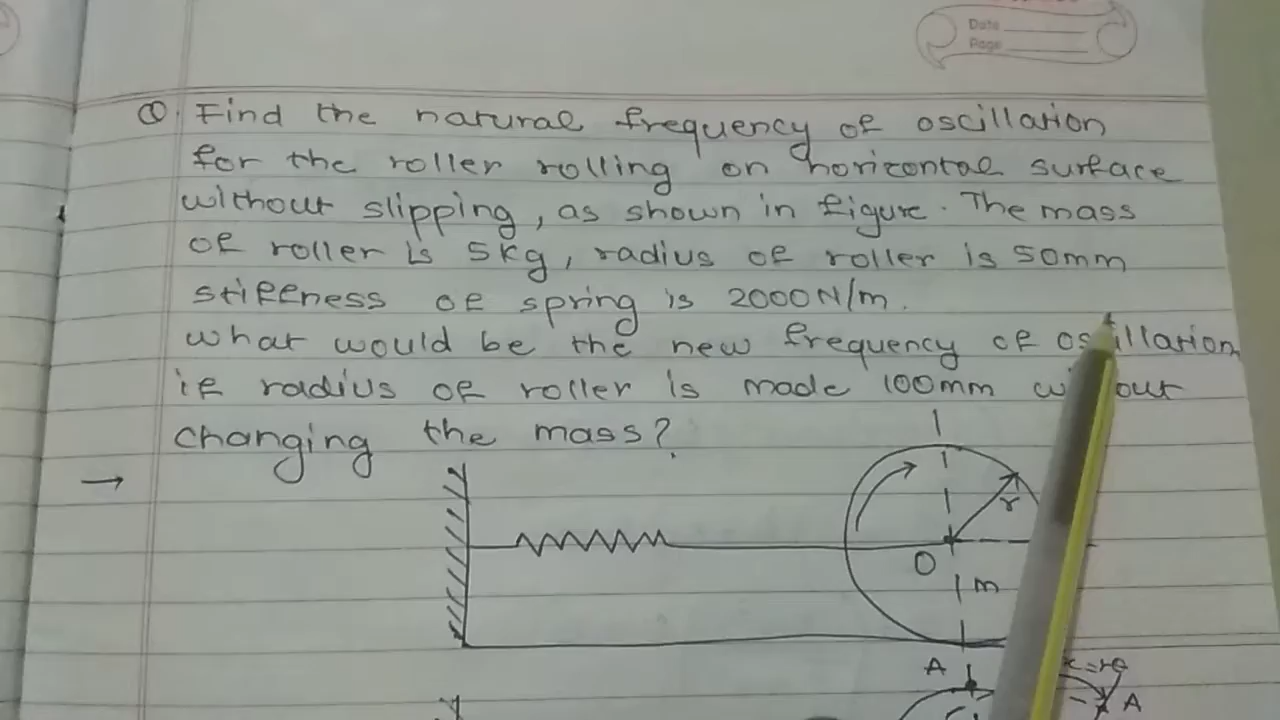 Date
Page
① Find the natural frequency of oscillation
for the roller rolling on horizontal surface
without slipping, as shown in figure. The mass
of roller is 5kg, radius of roller is 50mm
stiffness of spring is 2000N/m.
what would be the new frequency of oscillation
if radius of roller is made 100mm without
changing the mass?
→
r
O
m
A
x=rθ
A